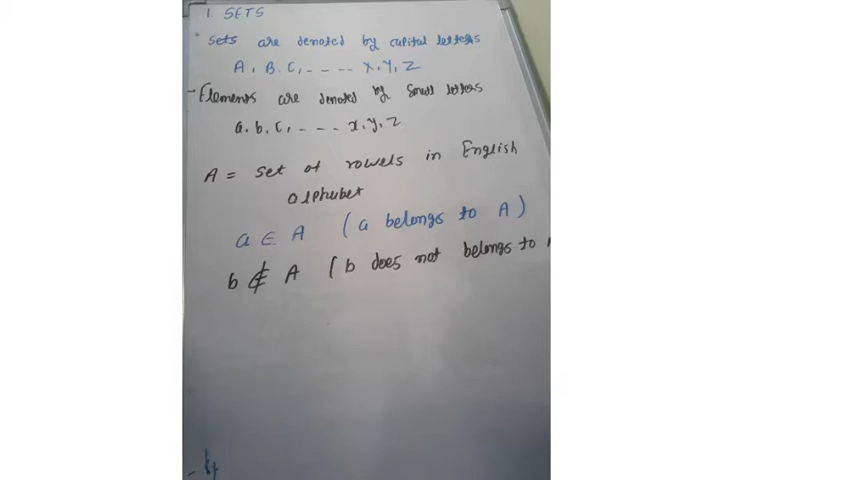 1. SETS
- Sets are denoted by capital letters
A, B, C, - - - - X, Y, Z
- Elements are denoted by Small letters
a, b, c, - - - - x, y, z
A = set of vowels in English
alphabet
a ∈ A (a belongs to A)
b ∉ A (b does not belongs to